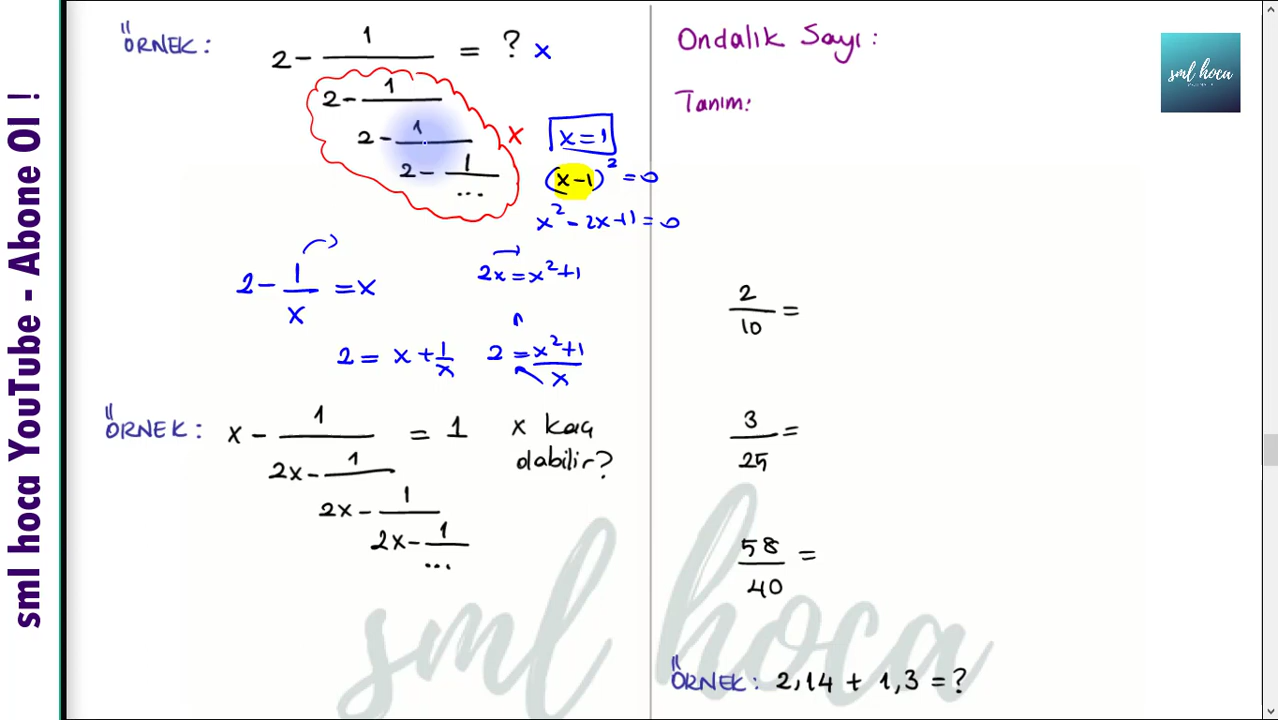 sml hoca YouTube - Abone Ol !
ÖRNEK: 2 - 1 / (2 - 1 / (2 - 1 / (2 - 1 / ...))) = ? x
x
x = 1
(x-1)² = 0
x² - 2x + 1 = 0
2x = x² + 1
2 - 1/x = x
2 = x + 1/x
2 = (x² + 1)/x
ÖRNEK: x - 1 / (2x - 1 / (2x - 1 / (2x - 1 / ...))) = 1 x kaç
olabilir?
Ondalık Sayı:
Tanım:
2/10 =
3/25 =
58/40 =
ÖRNEK: 2,14 + 1,3 = ?
sml hoca
sml hoca